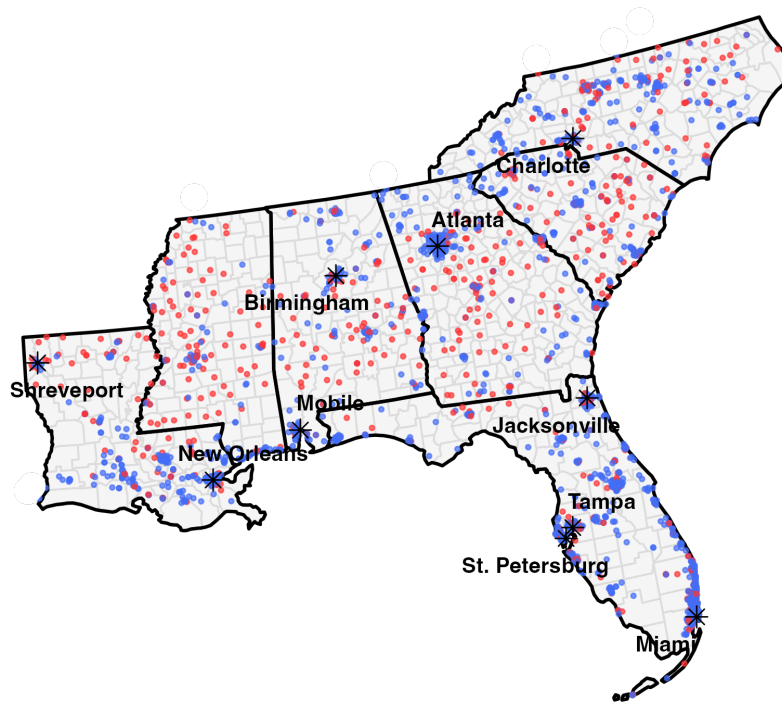 Charlotte
Atlanta
Birmingham
Shreveport
Mobile
Jacksonville
New Orleans
Tampa
St. Petersburg
Miami